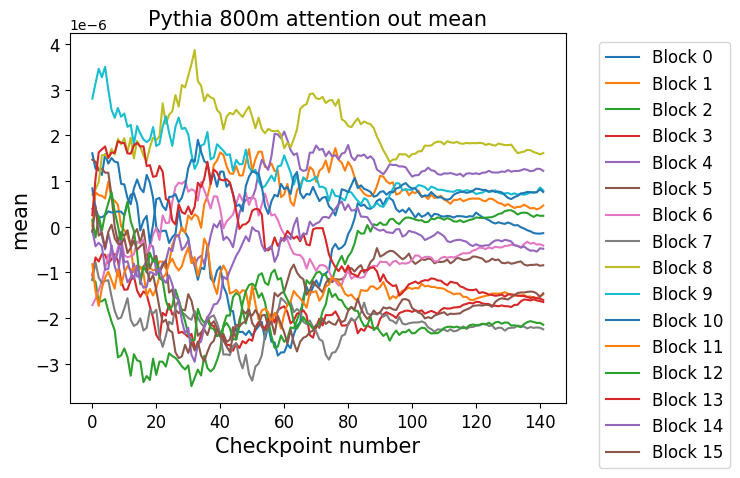 Pythia 800m attention out mean
1e−6
4
3
2
1
0
−1
−2
−3
mean
0 20 40 60 80 100 120 140
Checkpoint number
Block 0
Block 1
Block 2
Block 3
Block 4
Block 5
Block 6
Block 7
Block 8
Block 9
Block 10
Block 11
Block 12
Block 13
Block 14
Block 15